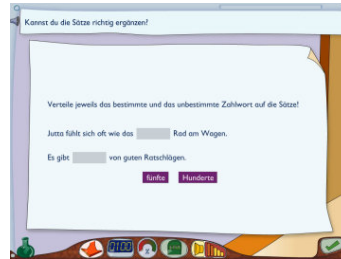 Kannst du die Sätze richtig ergänzen?
Verteile jeweils das bestimmte und das unbestimmte Zahlwort auf die Sätze!
Jutta fühlt sich oft wie das Rad am Wagen.
Es gibt von guten Ratschlägen.
fünfte Hunderte
0100